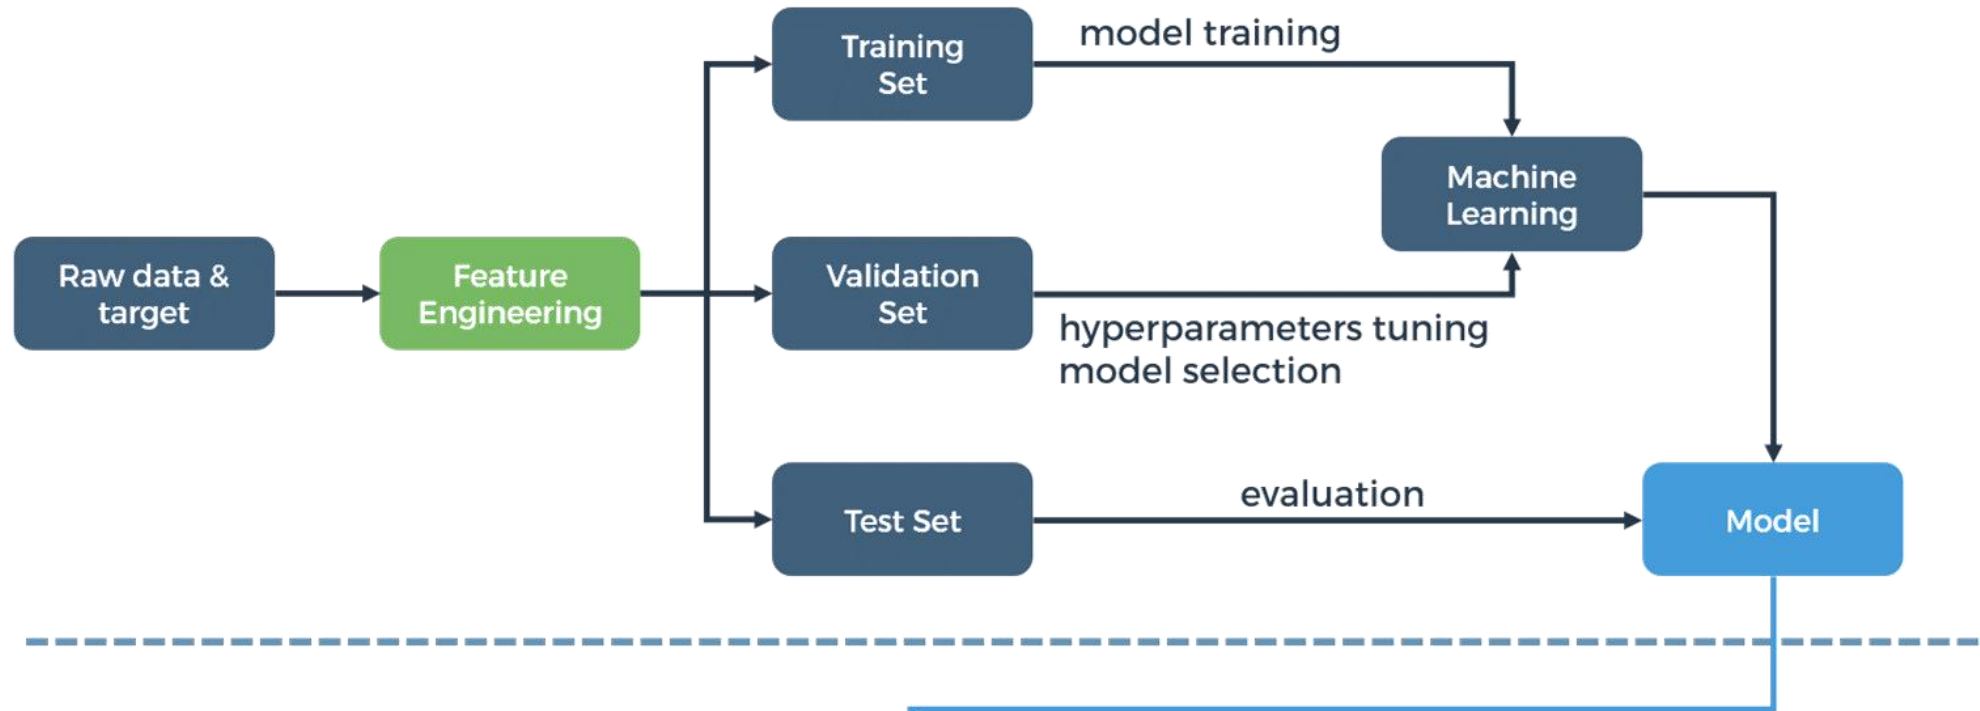 Training
Set
model training
Machine
Learning
Raw data &
target
Feature
Engineering
Validation
Set
hyperparameters tuning
model selection
Test Set
evaluation
Model